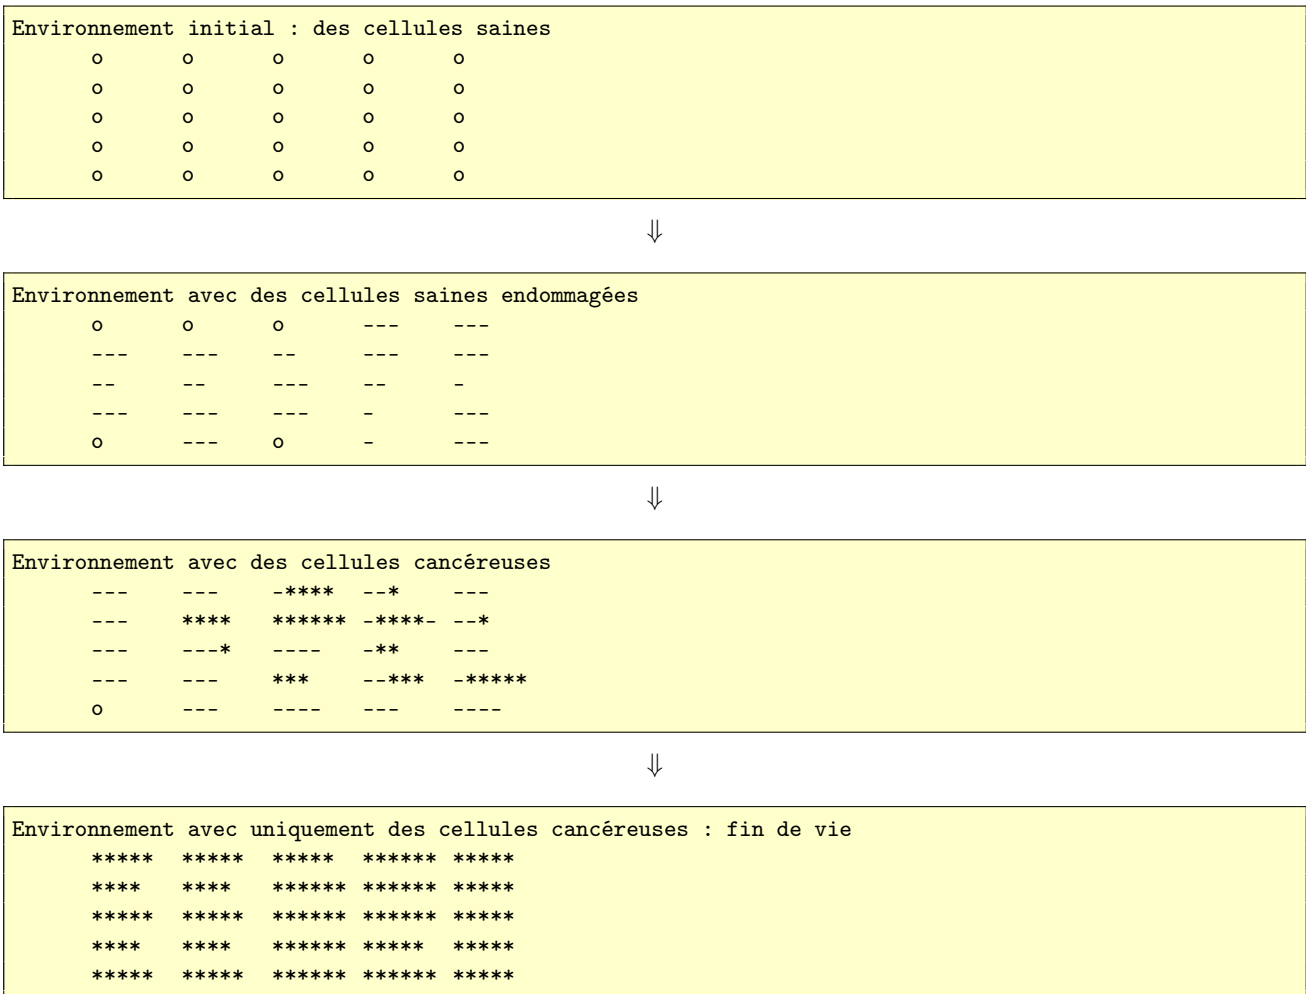 Environnement initial : des cellules saines
o o o o o
o o o o o
o o o o o
o o o o o
o o o o o
⇓
Environnement avec des cellules saines endommagées
o o o --- ---
--- --- -- --- ---
-- -- --- -- -
--- --- --- - ---
o --- o - ---
⇓
Environnement avec des cellules cancéreuses
--- --- -**** --* ---
--- **** ****** -****- --*
--- ---* ---- -** ---
--- --- *** --*** -*****
o --- ---- --- ----
⇓
Environnement avec uniquement des cellules cancéreuses : fin de vie
***** ***** ***** ****** *****
**** **** ****** ****** *****
***** ***** ****** ****** *****
**** **** ****** ***** *****
***** ***** ****** ****** *****